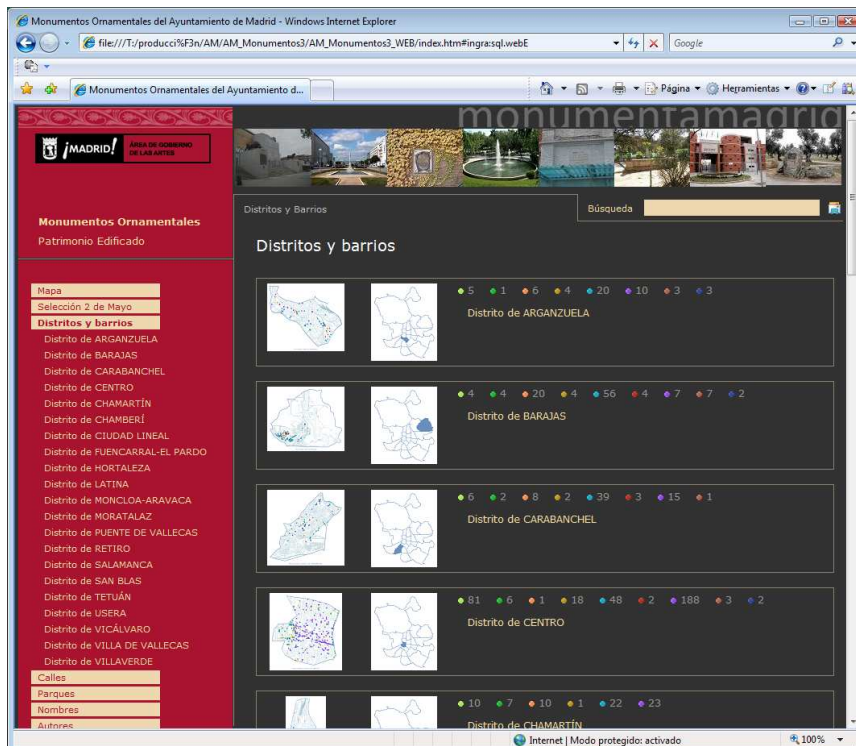 Monumentos Ornamentales del Ayuntamiento de Madrid - Windows Internet Explorer
file:///T:/producci%F3n/AM/AM_Monumentos3/AM_Monumentos3_WEB/index.htm#ingra:sql.webE
Google
Monumentos Ornamentales del Ayuntamiento d...
Página
Herramientas
monumentamadrid
¡MADRID!
ÁREA DE GOBIERNO
DE LAS ARTES
Monumentos Ornamentales
Patrimonio Edificado
Distritos y Barrios
Búsqueda
Distritos y barrios
Mapa
Selección 2 de Mayo
Distritos y barrios
Distrito de ARGANZUELA
Distrito de BARAJAS
Distrito de CARABANCHEL
Distrito de CENTRO
Distrito de CHAMARTÍN
Distrito de CHAMBERÍ
Distrito de CIUDAD LINEAL
Distrito de FUENCARRAL-EL PARDO
Distrito de HORTALEZA
Distrito de LATINA
Distrito de MONCLOA-ARAVACA
Distrito de MORATALAZ
Distrito de PUENTE DE VALLECAS
Distrito de RETIRO
Distrito de SALAMANCA
Distrito de SAN BLAS
Distrito de TETUÁN
Distrito de USERA
Distrito de VICÁLVARO
Distrito de VILLA DE VALLECAS
Distrito de VILLAVERDE
Calles
Parques
Nombres
Autores
5 1 6 4 20 10 3 3
Distrito de ARGANZUELA
4 4 20 4 56 4 7 7 2
Distrito de BARAJAS
6 2 8 2 39 3 15 1
Distrito de CARABANCHEL
81 6 1 18 48 2 188 3 2
Distrito de CENTRO
10 7 10 1 22 23
Distrito de CHAMARTÍN
Internet | Modo protegido: activado
100%